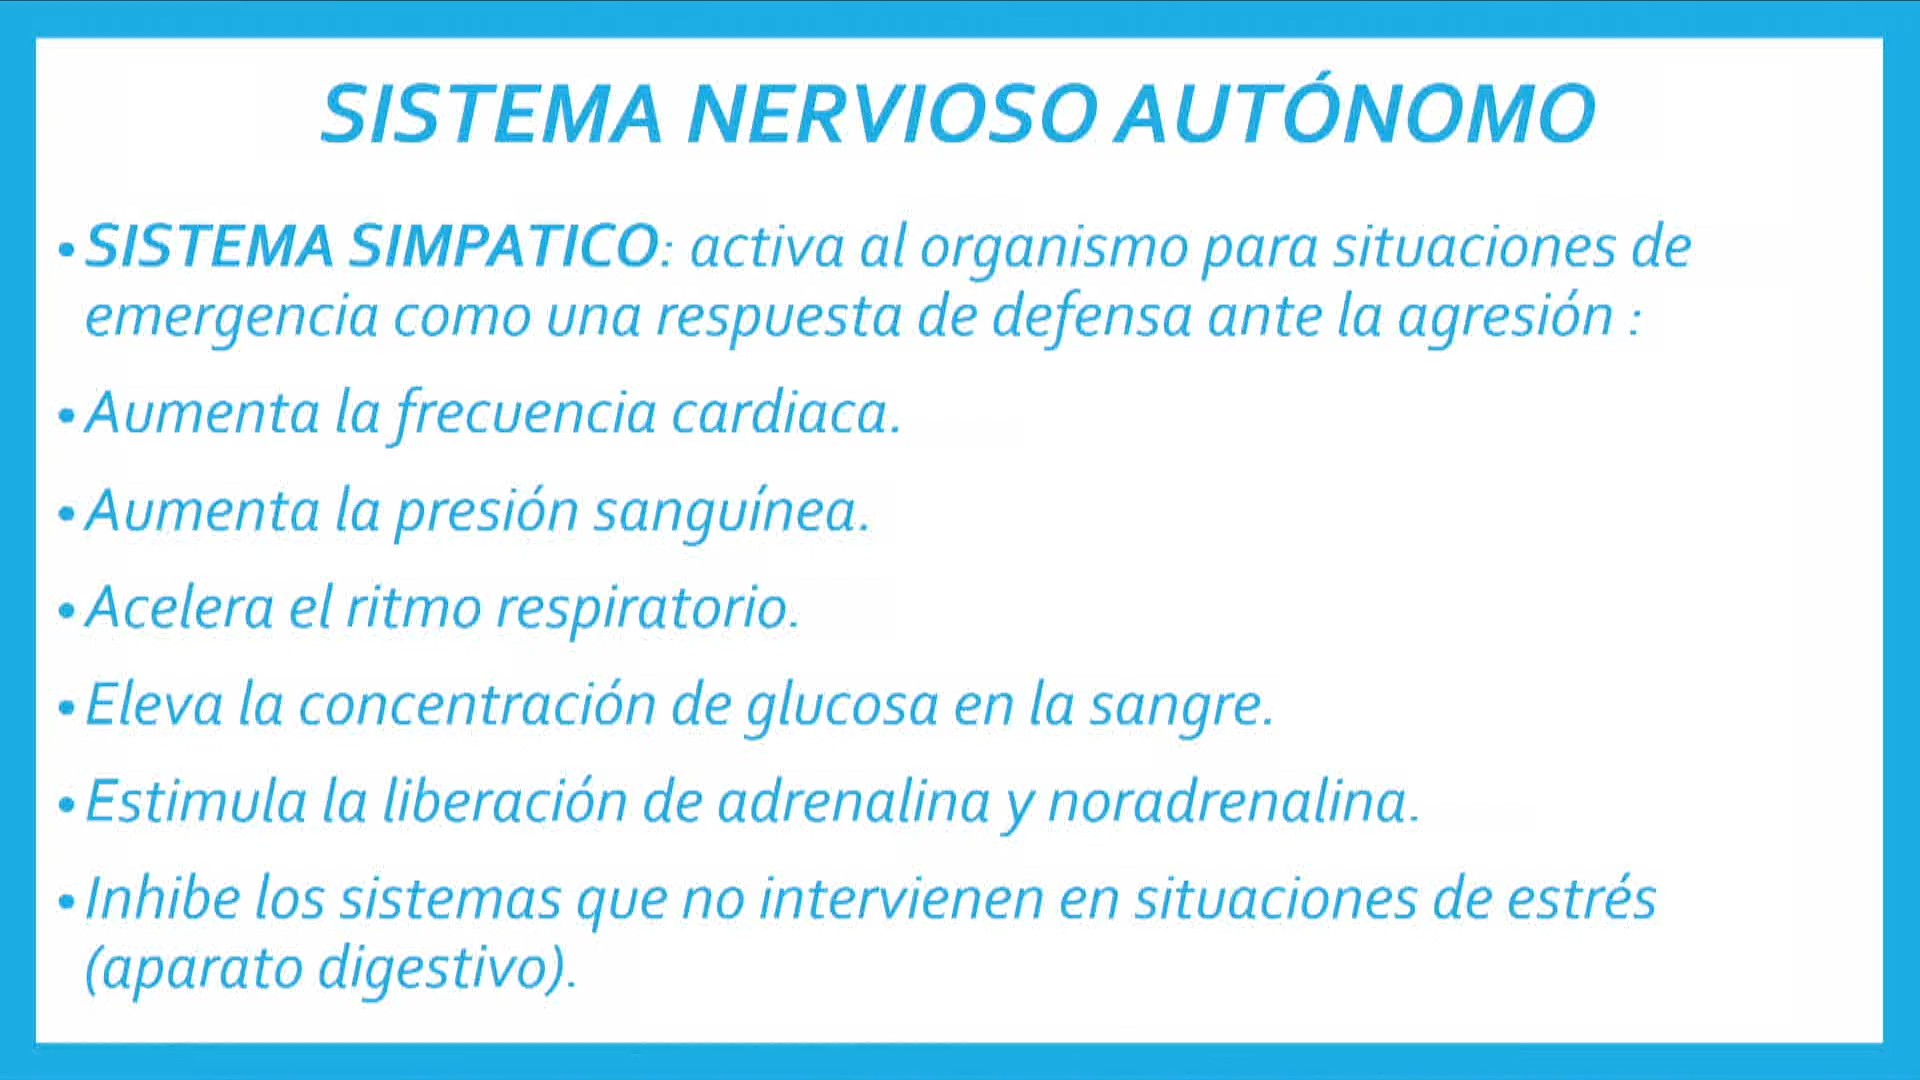 SISTEMA NERVIOSO AUTÓNOMO
• SISTEMA SIMPATICO: activa al organismo para situaciones de
emergencia como una respuesta de defensa ante la agresión :
• Aumenta la frecuencia cardiaca.
• Aumenta la presión sanguínea.
• Acelera el ritmo respiratorio.
• Eleva la concentración de glucosa en la sangre.
• Estimula la liberación de adrenalina y noradrenalina.
• Inhibe los sistemas que no intervienen en situaciones de estrés
(aparato digestivo).